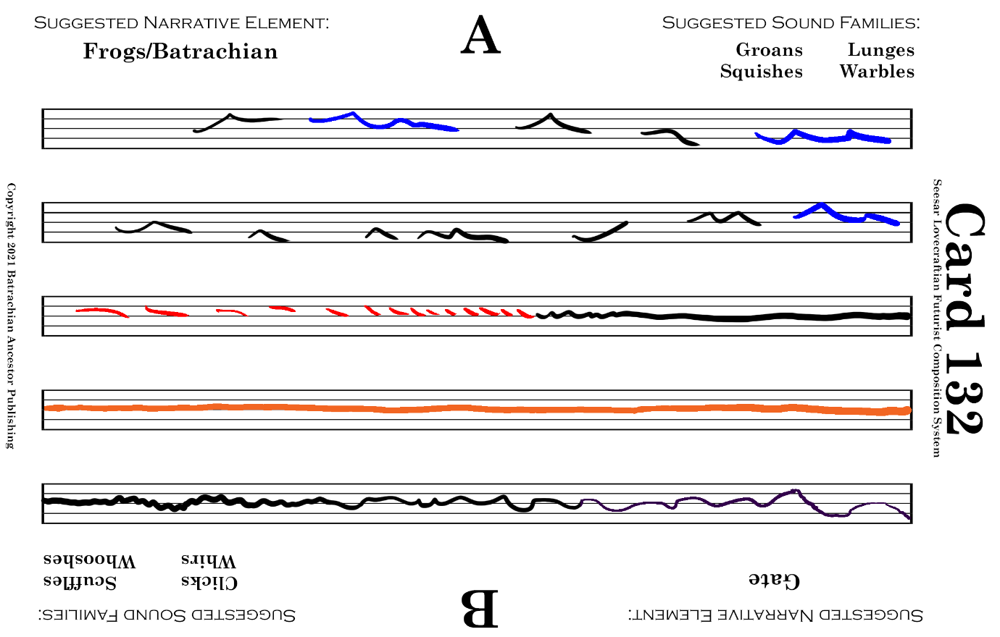 Suggested Narrative Element:
Frogs/Batrachian
A
Suggested Sound Families:
Groans Lunges
Squishes Warbles
Copyright 2021 Batrachian Ancestor Publishing
Card 132
Seesar Lovecraftian Futurist Composition System
B
Suggested Narrative Element:
Gate
Suggested Sound Families:
Clicks Scuffles
Whirs Whooshes